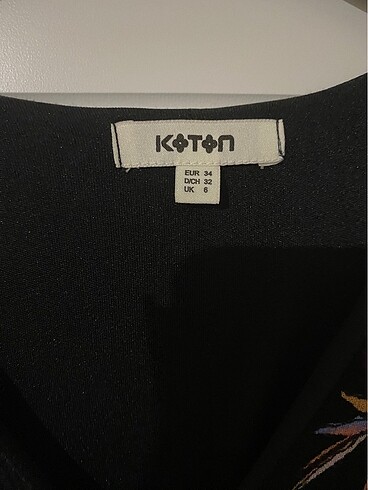 KOTON
EUR 34
D/CH 32
UK 6